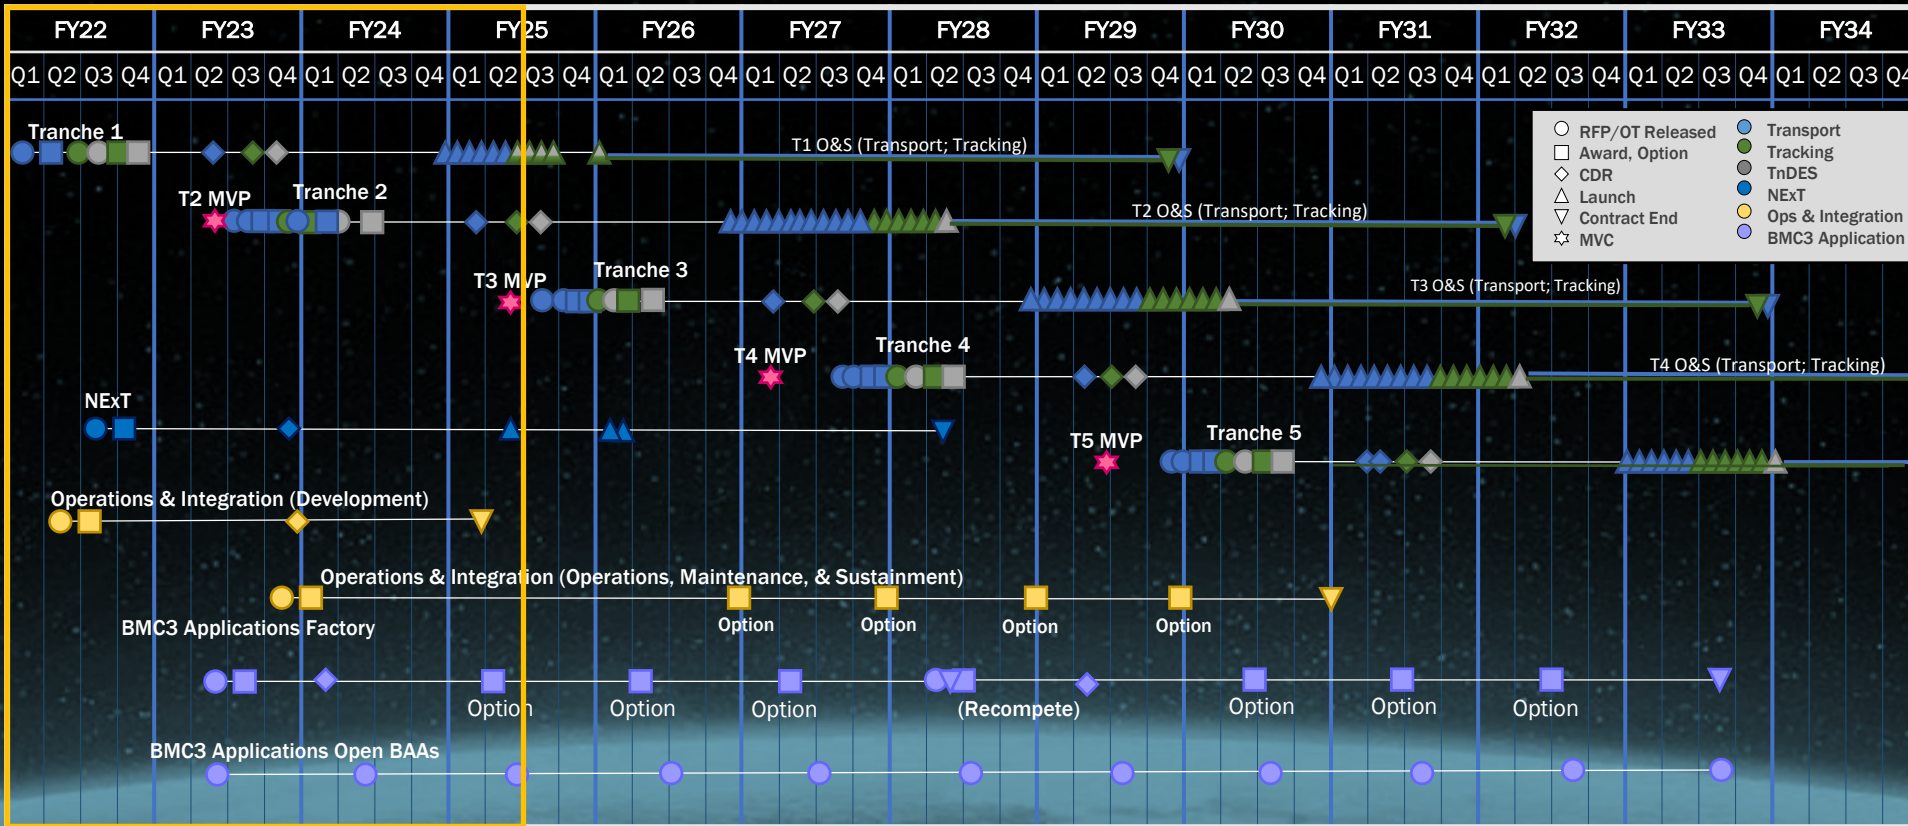 FY22 FY23 FY24 FY25 FY26 FY27 FY28 FY29 FY30 FY31 FY32 FY33 FY34
Q1 Q2 Q3 Q4 Q1 Q2 Q3 Q4 Q1 Q2 Q3 Q4 Q1 Q2 Q3 Q4 Q1 Q2 Q3 Q4 Q1 Q2 Q3 Q4 Q1 Q2 Q3 Q4 Q1 Q2 Q3 Q4 Q1 Q2 Q3 Q4 Q1 Q2 Q3 Q4 Q1 Q2 Q3 Q4 Q1 Q2 Q3 Q4 Q1 Q2 Q3 Q4
Tranche 1
T1 O&S (Transport; Tracking)
RFP/OT Released
Award, Option
CDR
Launch
Contract End
MVC
Transport
Tracking
TnDES
NExT
Ops & Integration
BMC3 Application
T2 MVP
Tranche 2
T2 O&S (Transport; Tracking)
T3 MVP
Tranche 3
T3 O&S (Transport; Tracking)
T4 MVP
Tranche 4
T4 O&S (Transport; Tracking)
NExT
T5 MVP
Tranche 5
Operations & Integration (Development)
Operations & Integration (Operations, Maintenance, & Sustainment)
Option Option Option Option
BMC3 Applications Factory
Option Option Option (Recompete) Option Option Option
BMC3 Applications Open BAAs